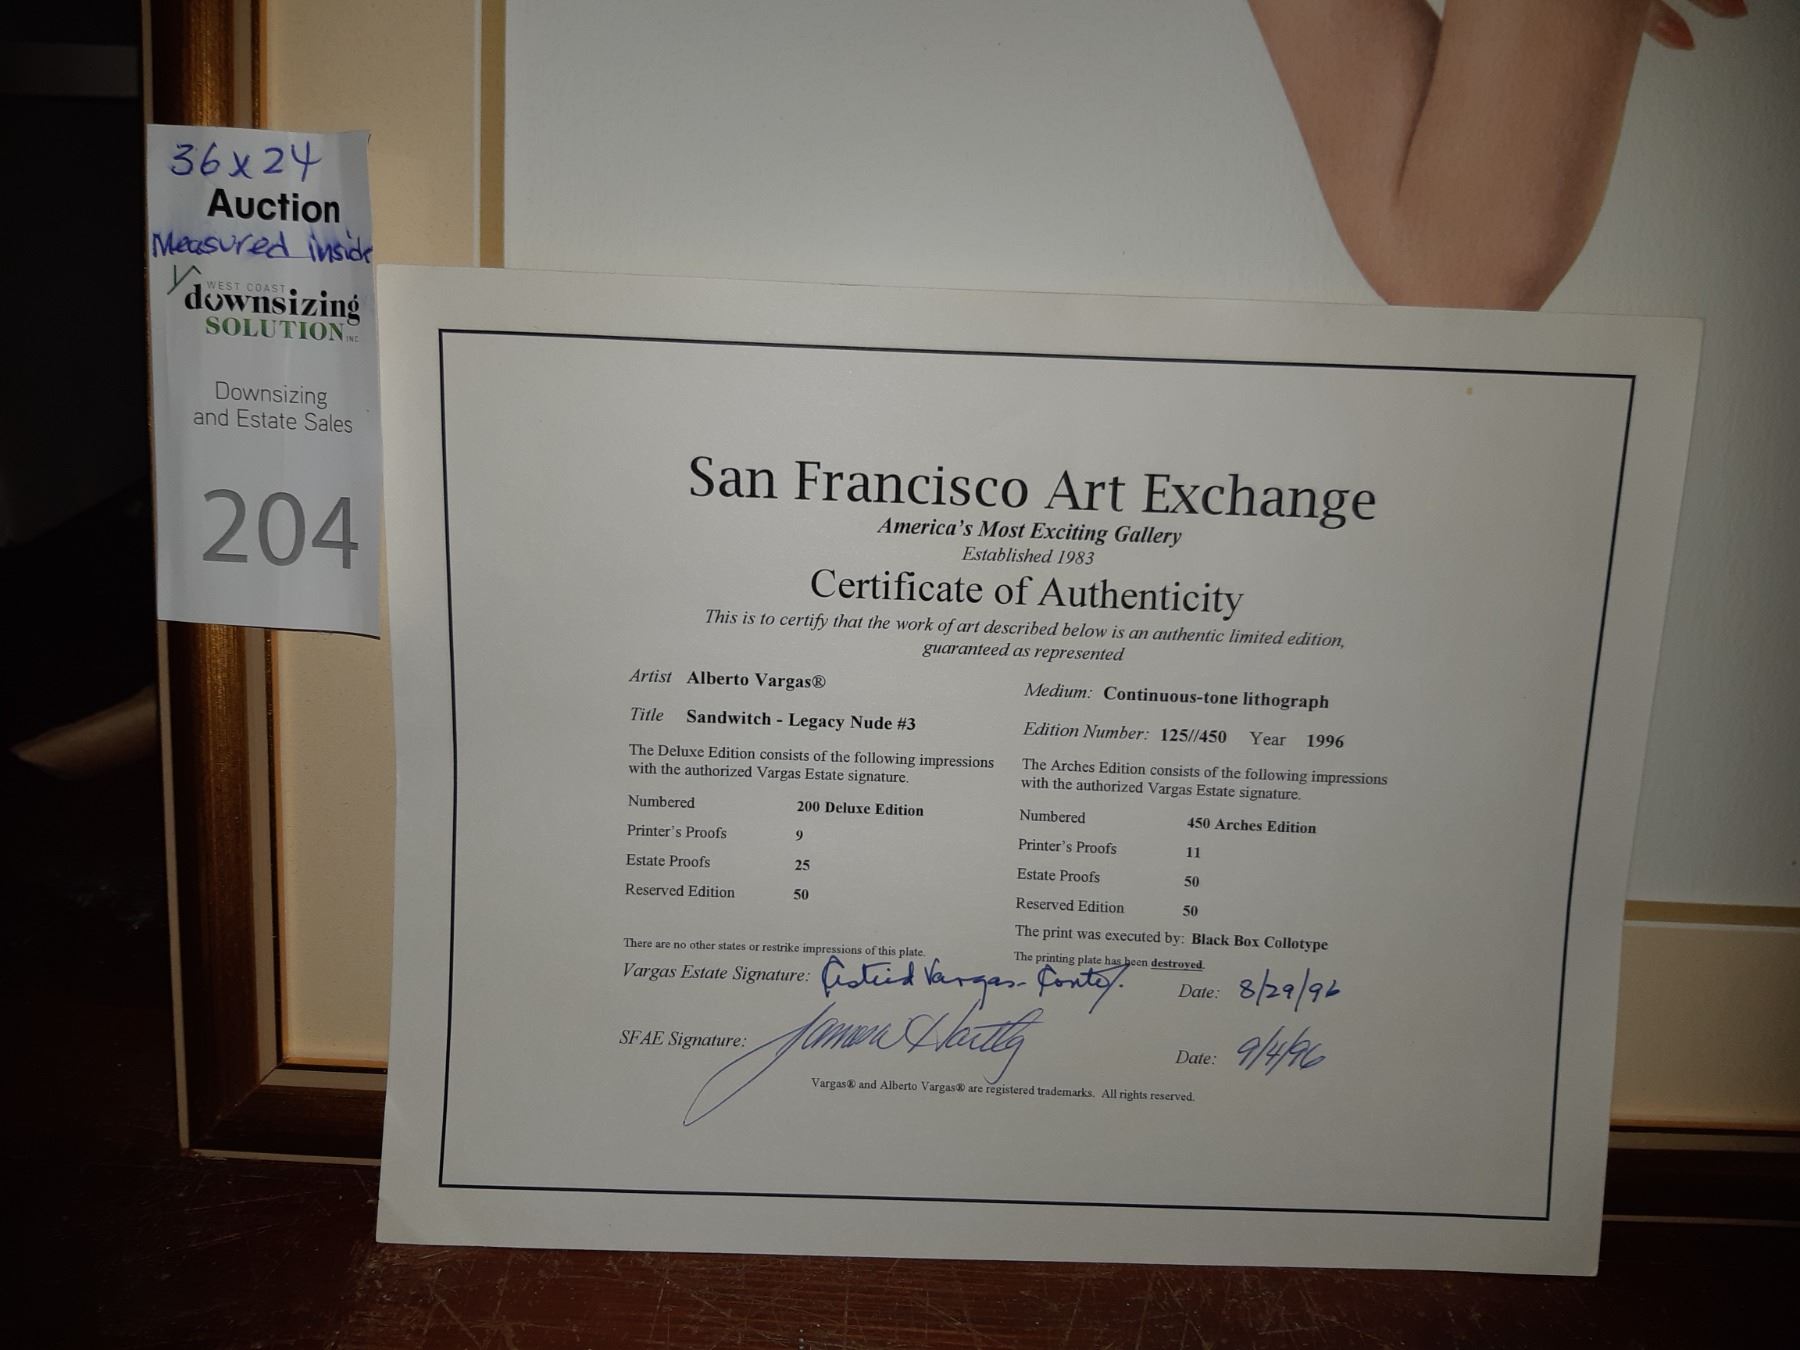 36 x 24
Auction
Measured inside
WEST COAST
downsizing
SOLUTION INC
Downsizing
and Estate Sales
204
San Francisco Art Exchange
America's Most Exciting Gallery
Established 1983
Certificate of Authenticity
This is to certify that the work of art described below is an authentic limited edition,
guaranteed as represented
Artist Alberto Vargas®
Medium: Continuous-tone lithograph
Title Sandwitch - Legacy Nude #3
Edition Number: 125//450 Year 1996
The Deluxe Edition consists of the following impressions
with the authorized Vargas Estate signature.
The Arches Edition consists of the following impressions
with the authorized Vargas Estate signature.
Numbered 200 Deluxe Edition
Printer's Proofs 9
Estate Proofs 25
Reserved Edition 50
Numbered 450 Arches Edition
Printer's Proofs 11
Estate Proofs 50
Reserved Edition 50
The print was executed by: Black Box Collotype
There are no other states or restrike impressions of this plate.
The printing plate has been destroyed.
Vargas Estate Signature: Astrid Vargas-Conte.
Date: 8/29/96
SFAE Signature:
Date: 9/4/96
Vargas® and Alberto Vargas® are registered trademarks. All rights reserved.